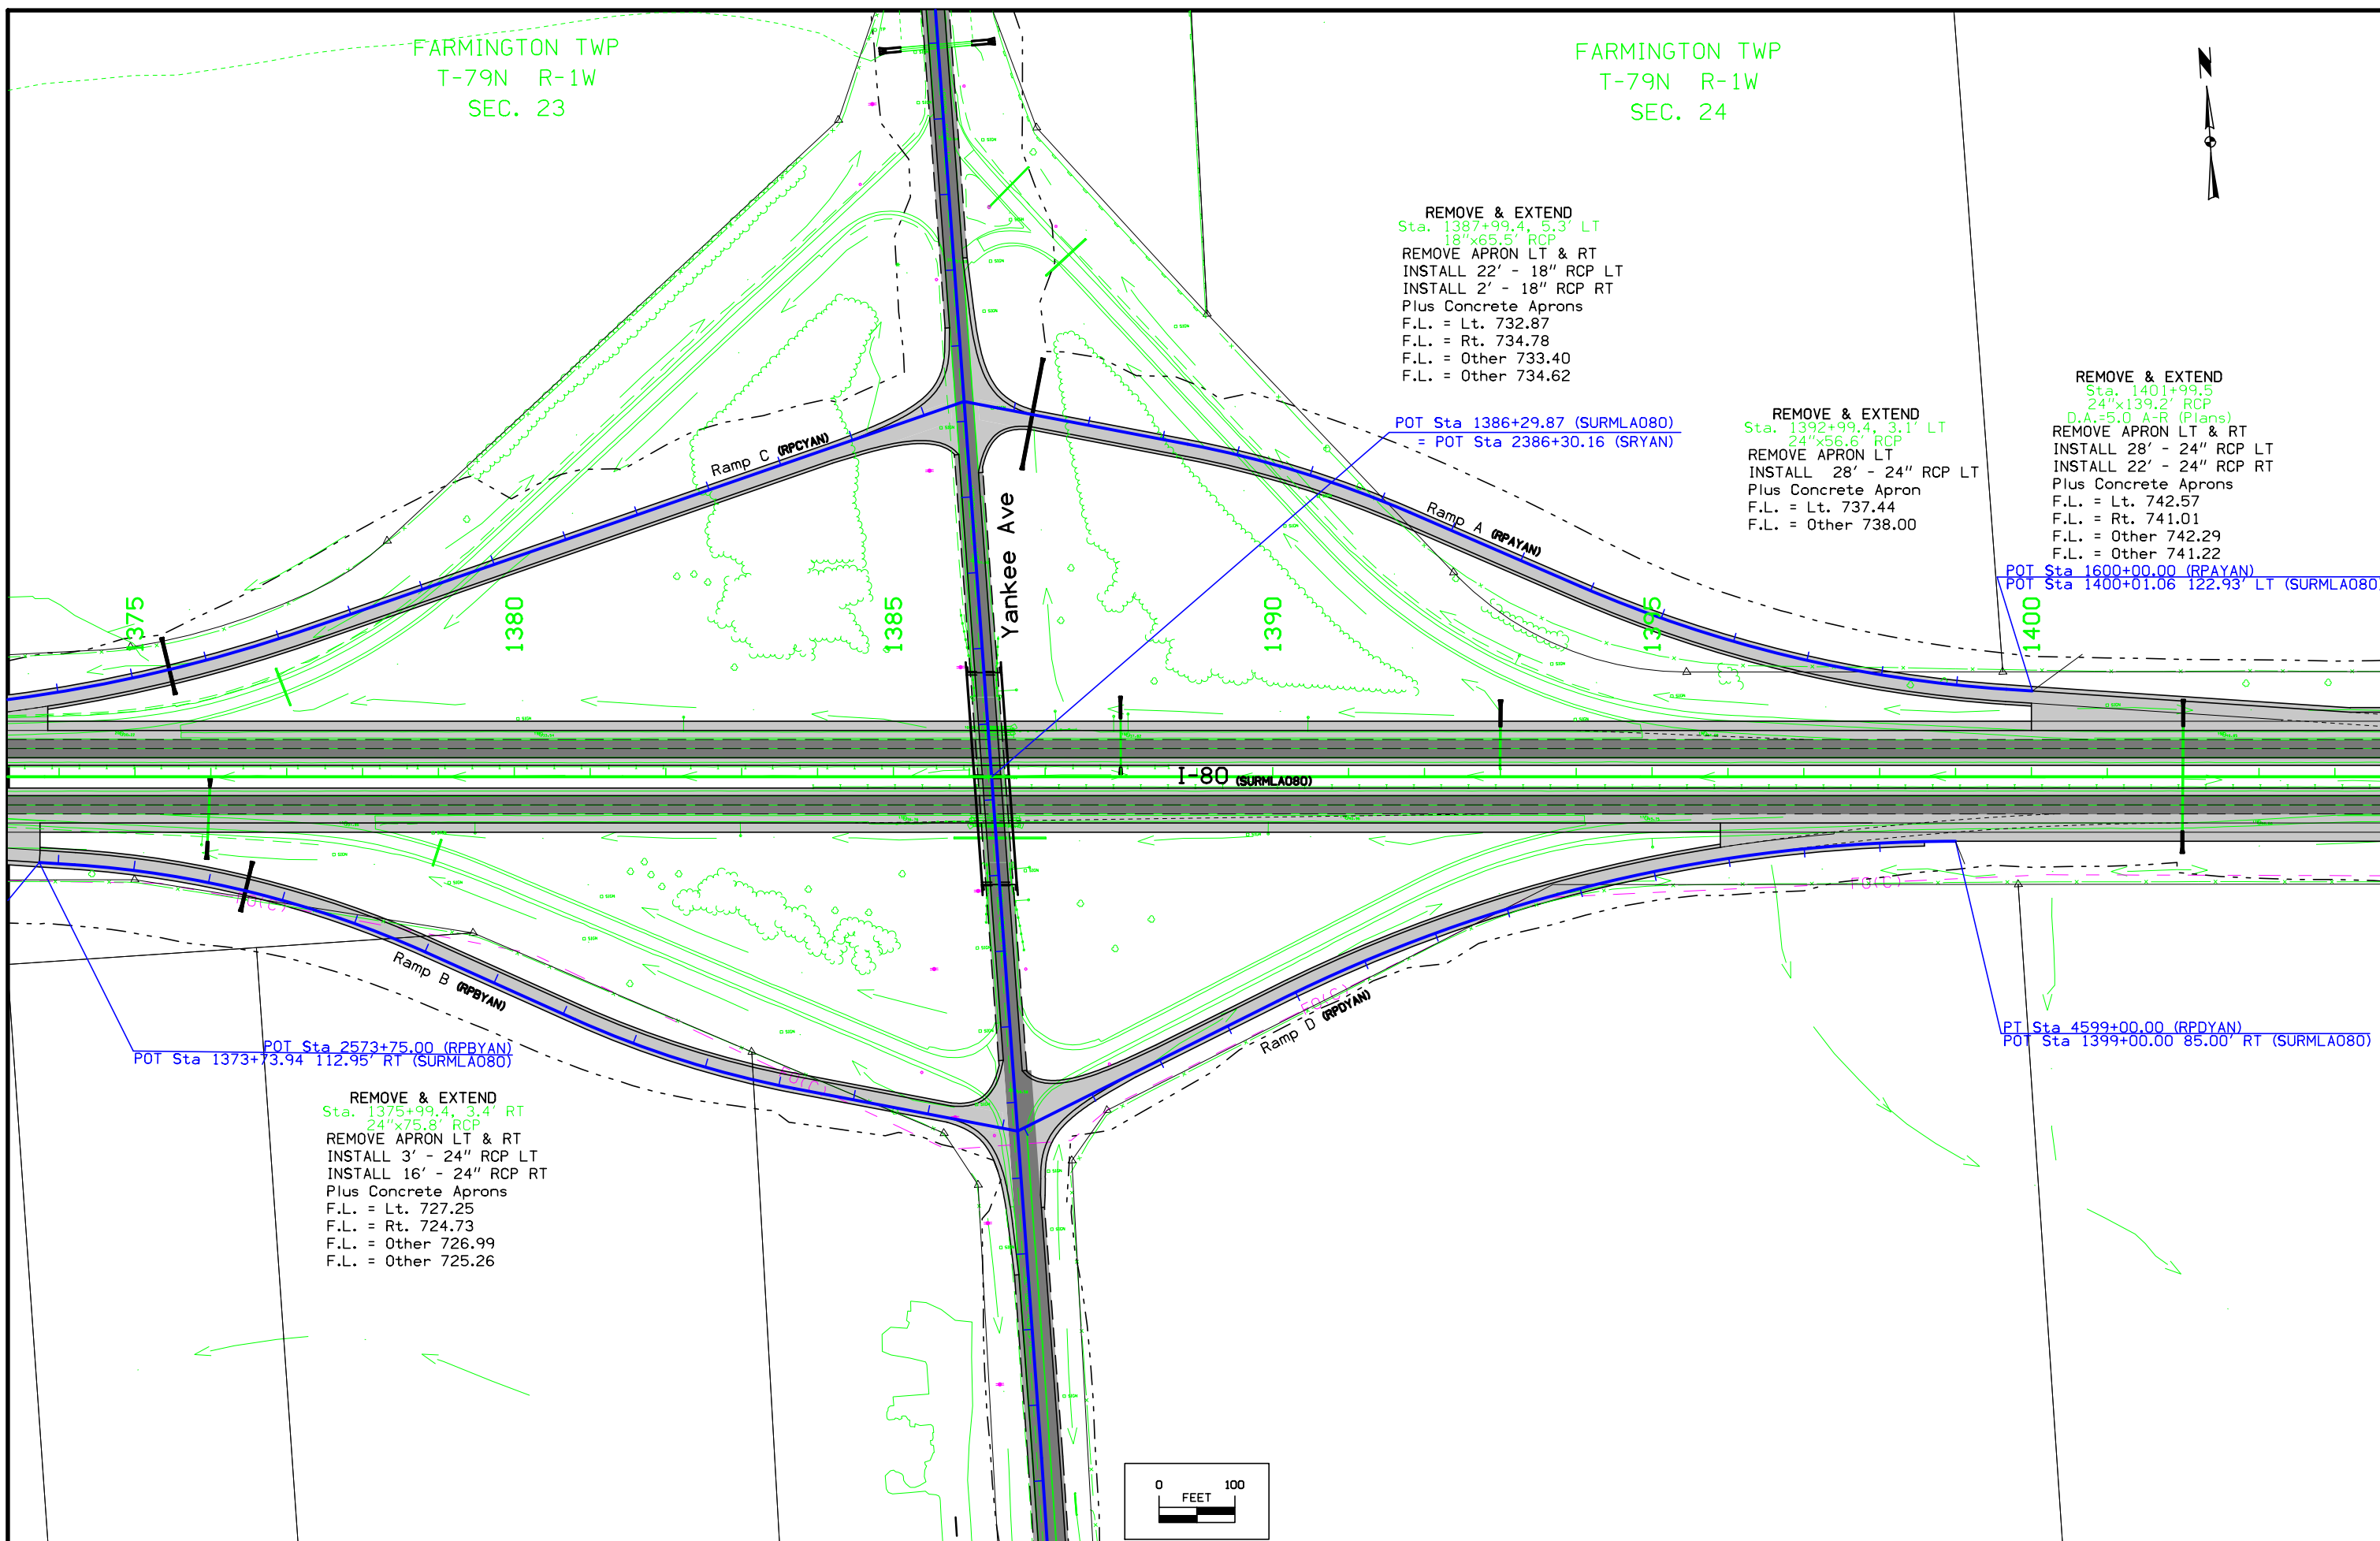 FARMINGTON TWP
T-79N R-1W
SEC. 23
FARMINGTON TWP
T-79N R-1W
SEC. 24
N
REMOVE & EXTEND
Sta. 1387+99.4, 5.3' LT
18"x65.5' RCP
REMOVE APRON LT & RT
INSTALL 22' - 18" RCP LT
INSTALL 2' - 18" RCP RT
Plus Concrete Aprons
F.L. = Lt. 732.87
F.L. = Rt. 734.78
F.L. = Other 733.40
F.L. = Other 734.62
POT Sta 1386+29.87 (SURMLA080)
= POT Sta 2386+30.16 (SRYAN)
REMOVE & EXTEND
Sta. 1392+99.4, 3.1' LT
24"x56.6' RCP
REMOVE APRON LT
INSTALL 28' - 24" RCP LT
Plus Concrete Apron
F.L. = Lt. 737.44
F.L. = Other 738.00
REMOVE & EXTEND
Sta. 1401+99.5
24"x139.2' RCP
D.A.=5.0 A-R (Plans)
REMOVE APRON LT & RT
INSTALL 28' - 24" RCP LT
INSTALL 22' - 24" RCP RT
Plus Concrete Aprons
F.L. = Lt. 742.57
F.L. = Rt. 741.01
F.L. = Other 742.29
F.L. = Other 741.22
POT Sta 1600+00.00 (RPAYAN)
POT Sta 1400+01.06 122.93' LT (SURMLA080)
Ramp C (RPCYAN)
Yankee Ave
Ramp A (RPAYAN)
1375
1380
1385
1390
1395
1400
I-80 (SURMLA080)
FO(C)
FO(C)
FO(C)
FO(C)
Ramp B (RPBYAN)
Ramp D (RPDYAN)
POT Sta 2573+75.00 (RPBYAN)
POT Sta 1373+73.94 112.95' RT (SURMLA080)
PT Sta 4599+00.00 (RPDYAN)
POT Sta 1399+00.00 85.00' RT (SURMLA080)
REMOVE & EXTEND
Sta. 1375+99.4, 3.4' RT
24"x75.8' RCP
REMOVE APRON LT & RT
INSTALL 3' - 24" RCP LT
INSTALL 16' - 24" RCP RT
Plus Concrete Aprons
F.L. = Lt. 727.25
F.L. = Rt. 724.73
F.L. = Other 726.99
F.L. = Other 725.26
0 100
FEET